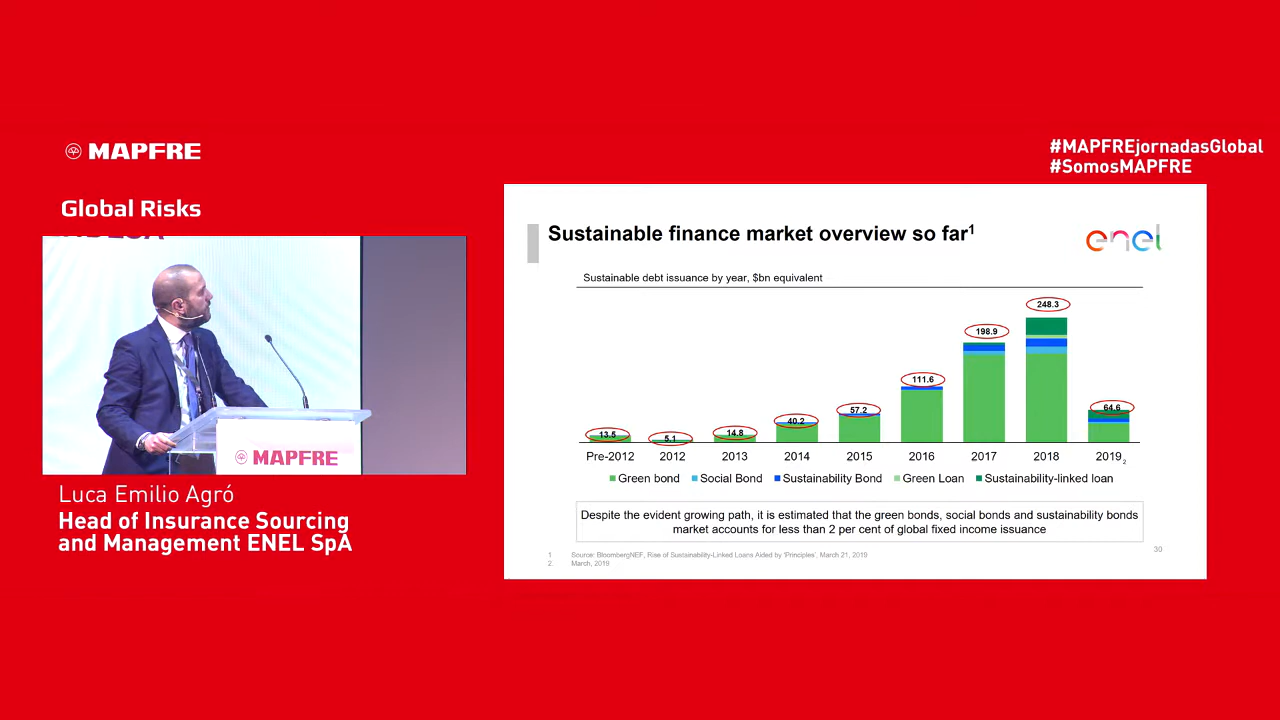 MAPFRE
#MAPFREjornadasGlobal
#SomosMAPFRE
Global Risks
MAPFRE
Luca Emilio Agró
Head of Insurance Sourcing
and Management ENEL SpA
Sustainable finance market overview so far1
enel
Sustainable debt issuance by year, $bn equivalent
13.5
5.1
14.8
40.2
57.2
111.6
198.9
248.3
64.6
Pre-2012 2012 2013 2014 2015 2016 2017 2018 2019 2
Green bond Social Bond Sustainability Bond Green Loan Sustainability-linked loan
Despite the evident growing path, it is estimated that the green bonds, social bonds and sustainability bonds
market accounts for less than 2 per cent of global fixed income issuance
1 Source: BloombergNEF, Rise of Sustainability-Linked Loans Aided by 'Principles', March 21, 2019
2. March, 2019
30